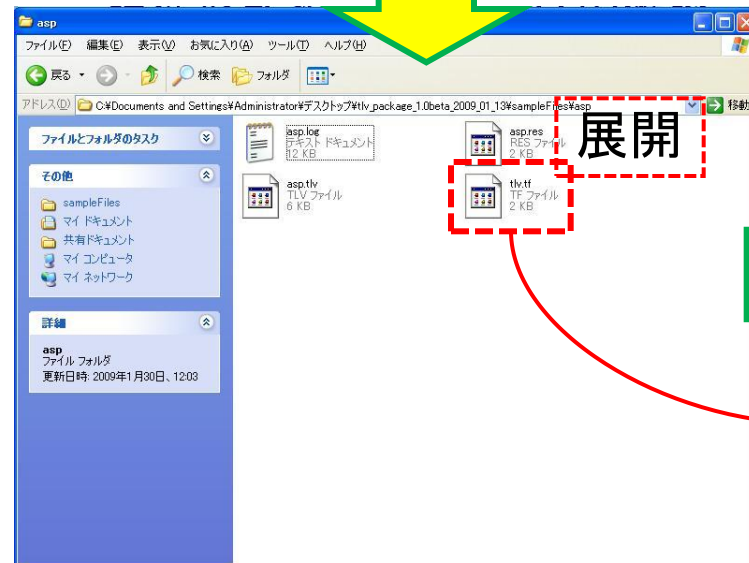 asp
ファイル(F) 編集(E) 表示(V) お気に入り(A) ツール(T) ヘルプ(H)
戻る 検索 フォルダ
アドレス(D) C:¥Documents and Settings¥Administrator¥デスクトップ¥tlv_package_1.0beta_2009_01_13¥sampleFiles¥asp 移動
ファイルとフォルダのタスク
その他
sampleFiles
マイ ドキュメント
共有ドキュメント
マイ コンピュータ
マイ ネットワーク
詳細
asp
ファイル フォルダ
更新日時: 2009年1月30日、12:03
asp.log
テキスト ドキュメント
12 KB
asp.res
RES ファイル
2 KB
展開
asp.tlv
TLV ファイル
6 KB
tlv.tf
TF ファイル
2 KB